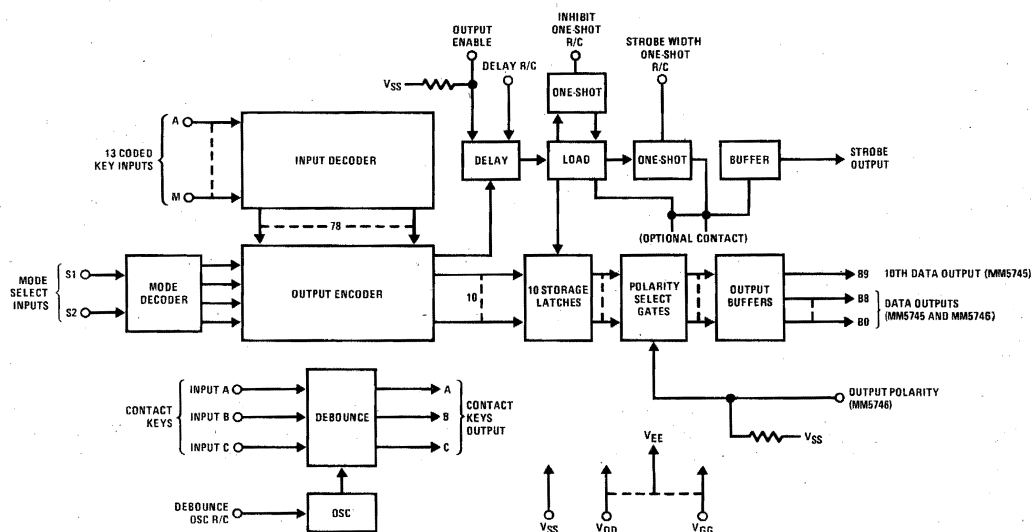 OUTPUT
ENABLE
INHIBIT
ONE-SHOT
R/C
STROBE WIDTH
ONE-SHOT
R/C
DELAY R/C
VSS
ONE-SHOT
A
13 CODED
KEY INPUTS
M
INPUT DECODER
DELAY
LOAD
ONE-SHOT
BUFFER
STROBE
OUTPUT
78
(OPTIONAL CONTACT)
MODE
SELECT
INPUTS
S1
S2
MODE
DECODER
OUTPUT ENCODER
10
10 STORAGE
LATCHES
POLARITY
SELECT
GATES
OUTPUT
BUFFERS
B9 10TH DATA OUTPUT (MM5745)
B8
B0
DATA OUTPUTS
(MM5745 AND MM5746)
CONTACT
KEYS
INPUT A
INPUT B
INPUT C
DEBOUNCE
A
B
C
CONTACT
KEYS
OUTPUT
OUTPUT POLARITY
(MM5746)
VSS
VEE
DEBOUNCE
OSC R/C
OSC
VSS
VDD
VGG